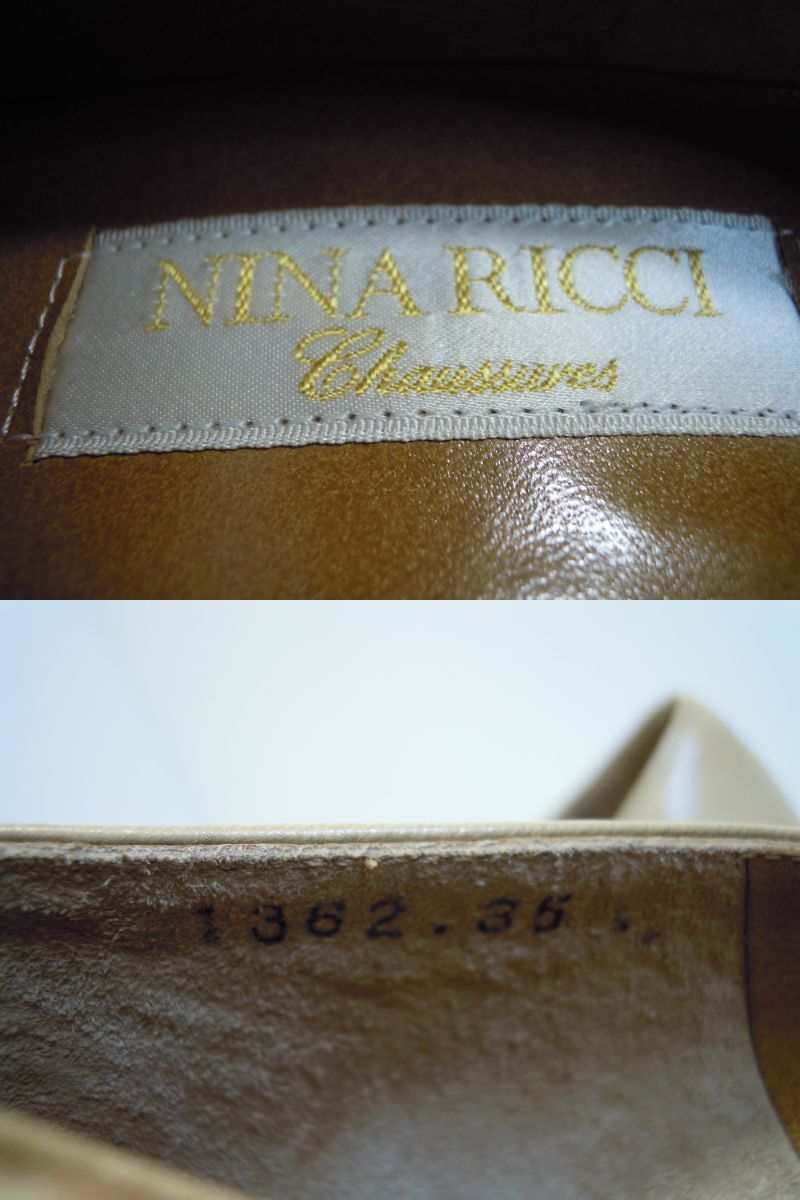 NINA RICCI
Chaussures
1362.35